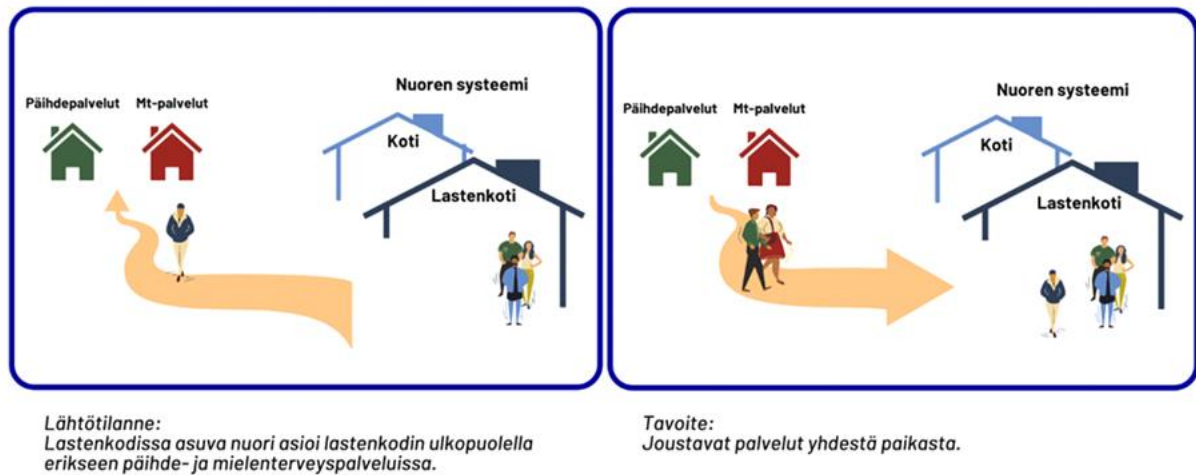 Nuoren systeemi
Päihdepalvelut
Mt-palvelut
Koti
Lastenkoti
Lähtötilanne:
Lastenkodissa asuva nuori asioi lastenkodin ulkopuolella
erikseen päihde- ja mielenterveyspalveluissa.
Nuoren systeemi
Päihdepalvelut
Mt-palvelut
Koti
Lastenkoti
Tavoite:
Joustavat palvelut yhdestä paikasta.